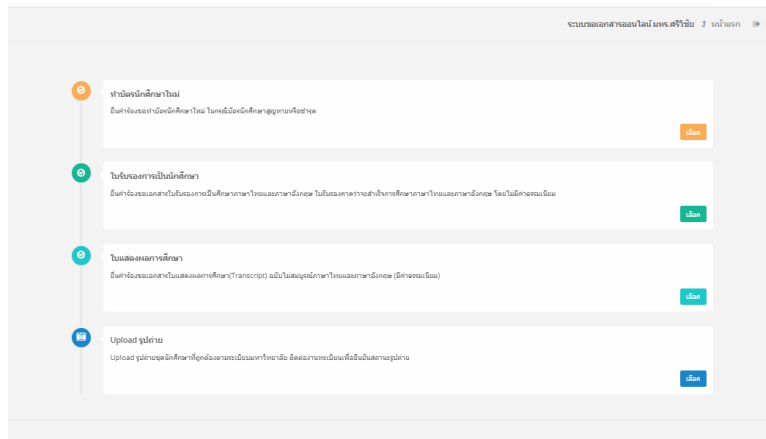 ระบบขอเอกสารออนไลน์ มทร.ศรีวิชัย หน้าแรก
ทำบัตรนักศึกษาใหม่
ยื่นคำร้องขอทำบัตรนักศึกษาใหม่ ในกรณีบัตรนักศึกษาสูญหายหรือชำรุด
เลือก
ใบรับรองการเป็นนักศึกษา
ยื่นคำร้องขอเอกสารใบรับรองการเป็นศึกษาภาษาไทยและภาษาอังกฤษ ใบรับรองคาดว่าจะสำเร็จการศึกษาภาษาไทยและภาษาอังกฤษ โดยไม่มีค่าธรรมเนียม
เลือก
ใบแสดงผลการศึกษา
ยื่นคำร้องขอเอกสารใบแสดงผลการศึกษา(Transcript) ฉบับไม่สมบูรณ์ภาษาไทยและภาษาอังกฤษ (มีค่าธรรมเนียม)
เลือก
Upload รูปถ่าย
Upload รูปถ่ายชุดนักศึกษาที่ถูกต้องตามระเบียบมหาวิทยาลัย ติดต่องานทะเบียนเพื่อยืนยันสถานะรูปถ่าย
เลือก